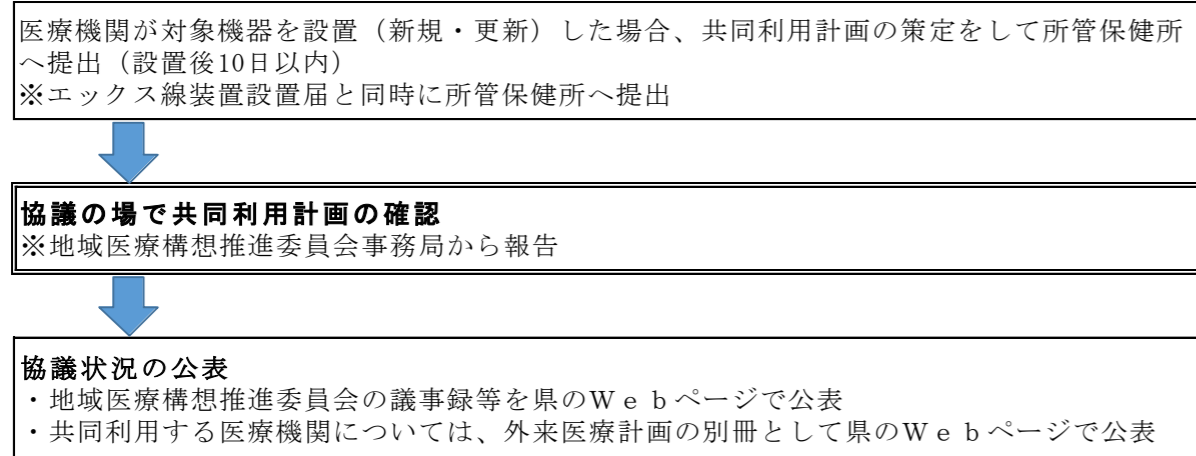 医療機関が対象機器を設置（新規・更新）した場合、共同利用計画の策定をして所管保健所
へ提出（設置後10日以内）
※エックス線装置設置届と同時に所管保健所へ提出
協議の場で共同利用計画の確認
※地域医療構想推進委員会事務局から報告
協議状況の公表
・地域医療構想推進委員会の議事録等を県のＷｅｂページで公表
・共同利用する医療機関については、外来医療計画の別冊として県のＷｅｂページで公表